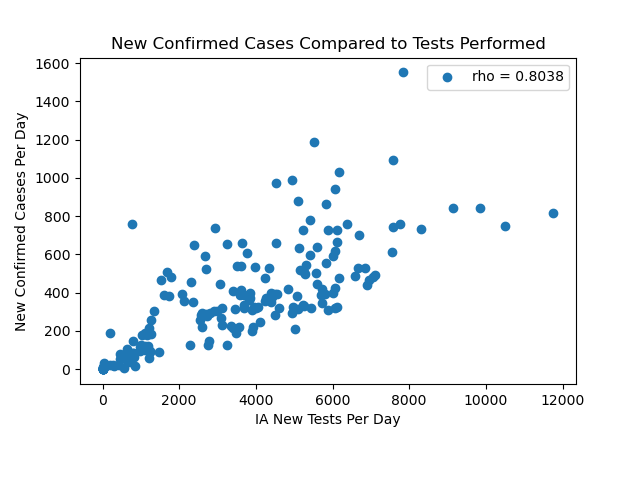 New Confirmed Cases Compared to Tests Performed
rho = 0.8038
New Confirmed Caeses Per Day
1600
1400
1200
1000
800
600
400
200
0
0 2000 4000 6000 8000 10000 12000
IA New Tests Per Day